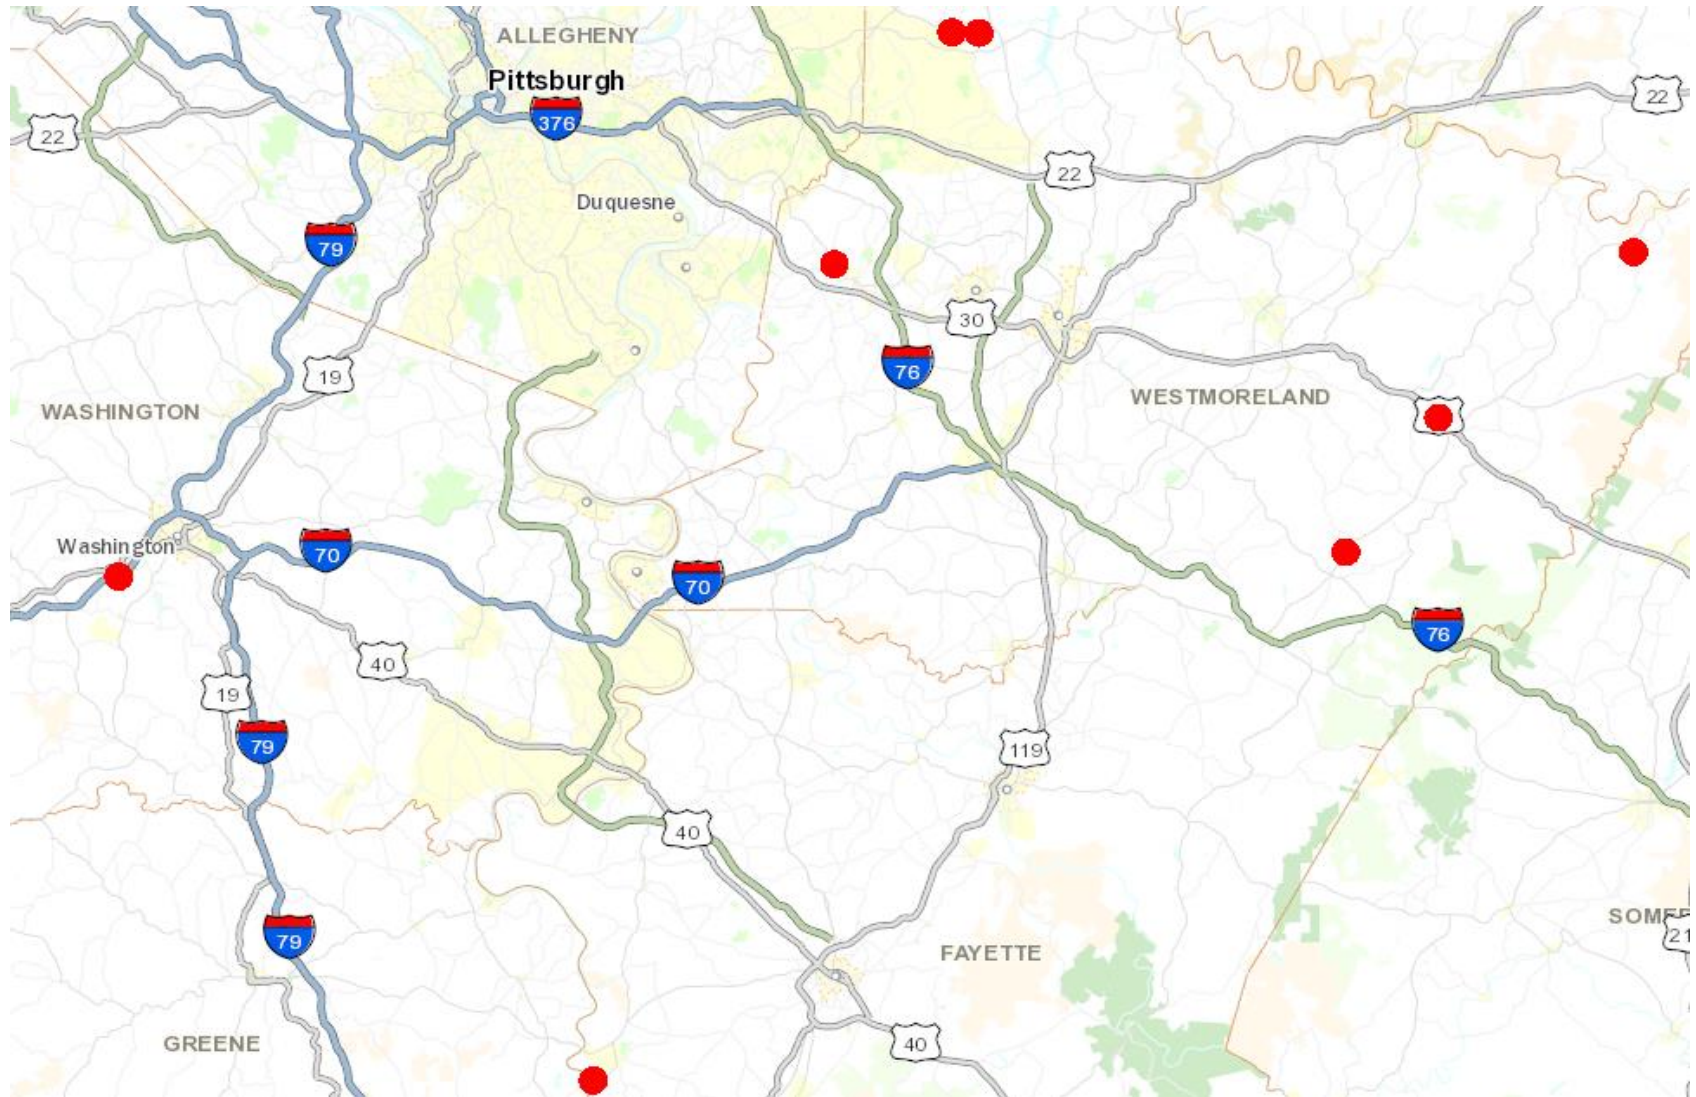 ALLEGHENY
Pittsburgh
22
376
22
22
Duquesne
79
30
76
19
WASHINGTON
WESTMORELAND
Washington
70
70
76
40
19
79
119
40
79
FAYETTE
GREENE
40